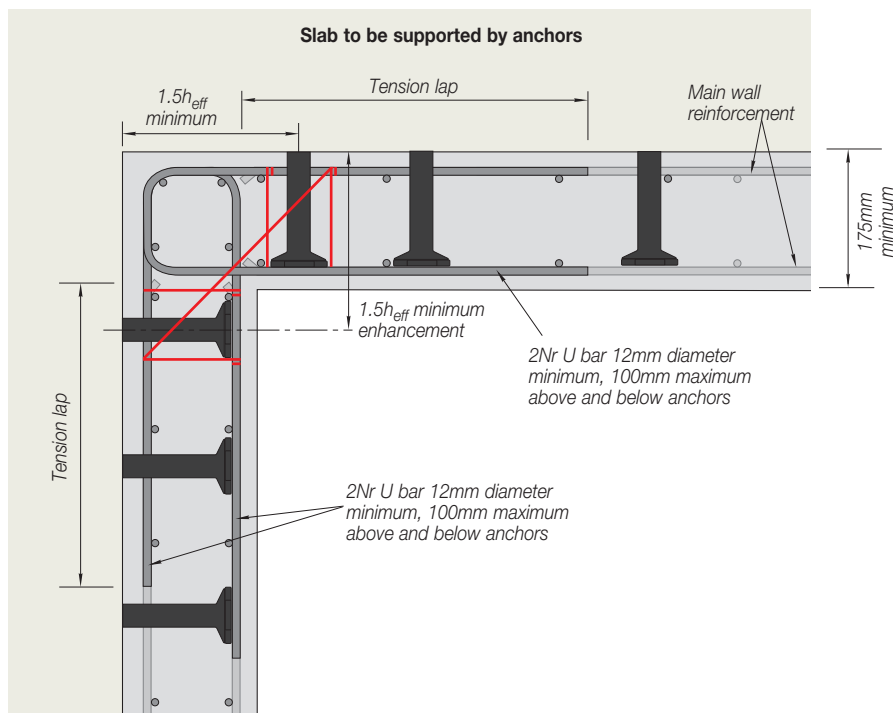 Slab to be supported by anchors
1.5heff
minimum
Tension lap
Main wall
reinforcement
175mm
minimum
1.5heff minimum
enhancement
2Nr U bar 12mm diameter
minimum, 100mm maximum
above and below anchors
Tension lap
2Nr U bar 12mm diameter
minimum, 100mm maximum
above and below anchors